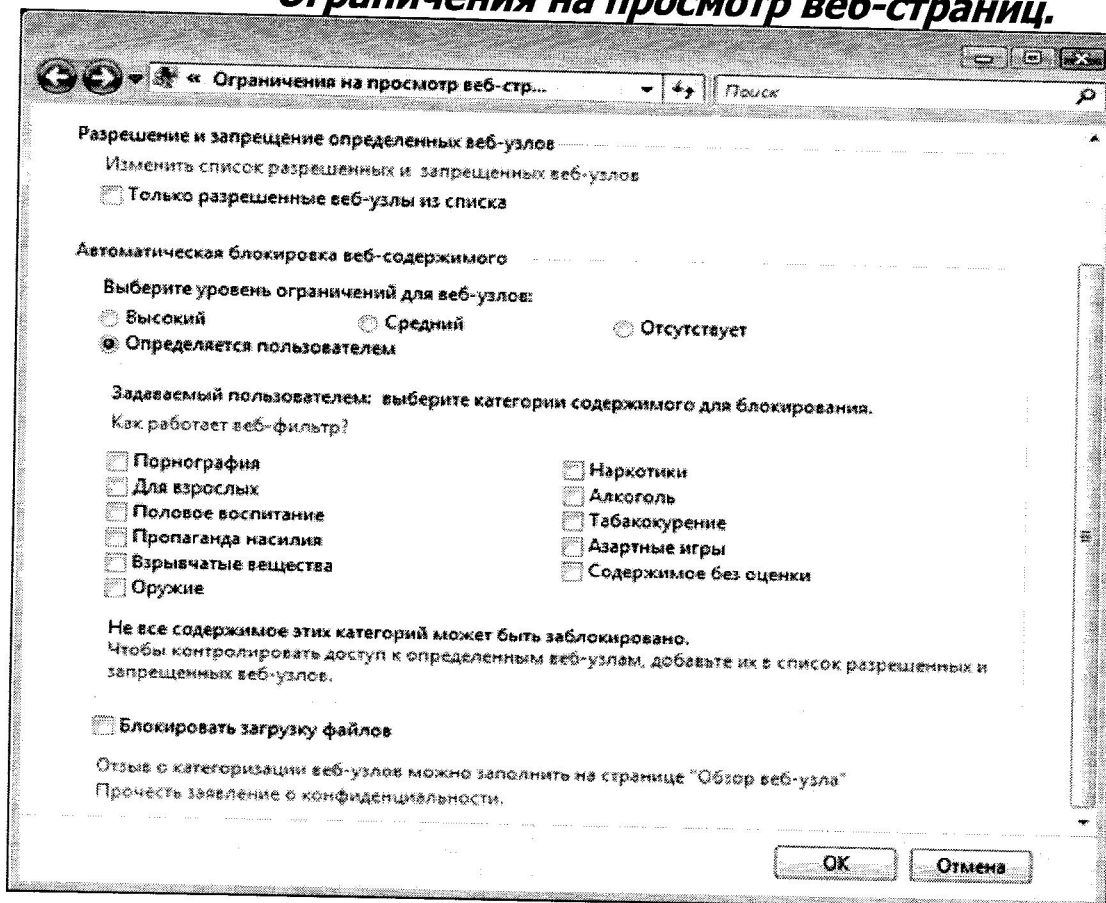 Ограничения на просмотр веб-страниц.
« Ограничения на просмотр веб-стр...
Поиск
Разрешение и запрещение определенных веб-узлов
Изменить список разрешенных и запрещенных веб-узлов
Только разрешенные веб-узлы из списка
Автоматическая блокировка веб-содержимого
Выберите уровень ограничений для веб-узлов:
Высокий Средний Отсутствует
Определяется пользователем
Задаваемый пользователем: выберите категории содержимого для блокирования.
Как работает веб-фильтр?
Порнография
Для взрослых
Половое воспитание
Пропаганда насилия
Взрывчатые вещества
Оружие
Наркотики
Алкоголь
Табакокурение
Азартные игры
Содержимое без оценки
Не все содержимое этих категорий может быть заблокировано.
Чтобы контролировать доступ к определенным веб-узлам, добавьте их в список разрешенных и
запрещенных веб-узлов.
Блокировать загрузку файлов
Отзыв о категоризации веб-узлов можно заполнить на странице "Обзор веб-узла"
Прочесть заявление о конфиденциальности.
OK Отмена